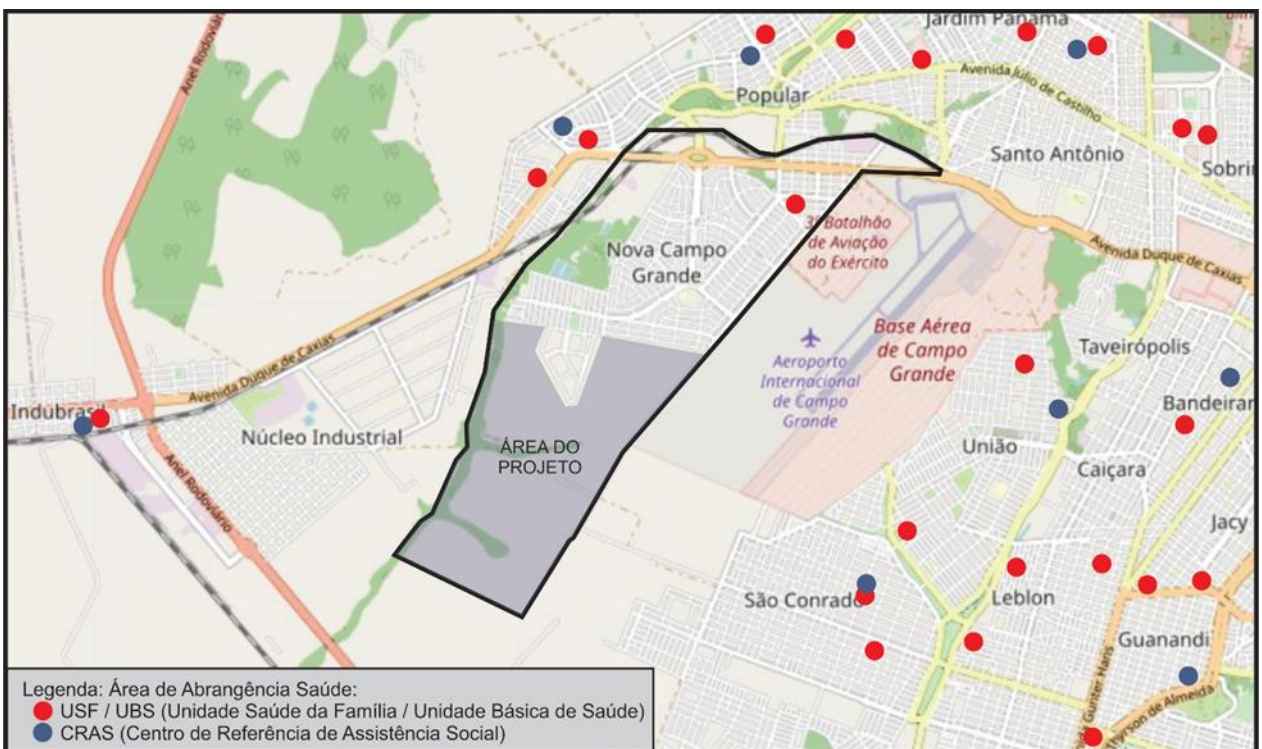 Jardim Panamá
Anel Rodoviário
Avenida Júlio de Castilho
Popular
Santo Antônio
Nova Campo
Grande
3º Batalhão
de Aviação
do Exército
Avenida Duque de Caxias
Base Aérea
de Campo
Grande
Taveirópolis
Aeroporto
Internacional
de Campo
Grande
Avenida Duque de Caxias
Indubrasil
Núcleo Industrial
ÁREA DO
PROJETO
União
Caiçara
Anel Rodoviário
Jacy
São Conrado
Leblon
Guanandi
Legenda: Área de Abrangência Saúde:
USF / UBS (Unidade Saúde da Família / Unidade Básica de Saúde)
CRAS (Centro de Referência de Assistência Social)